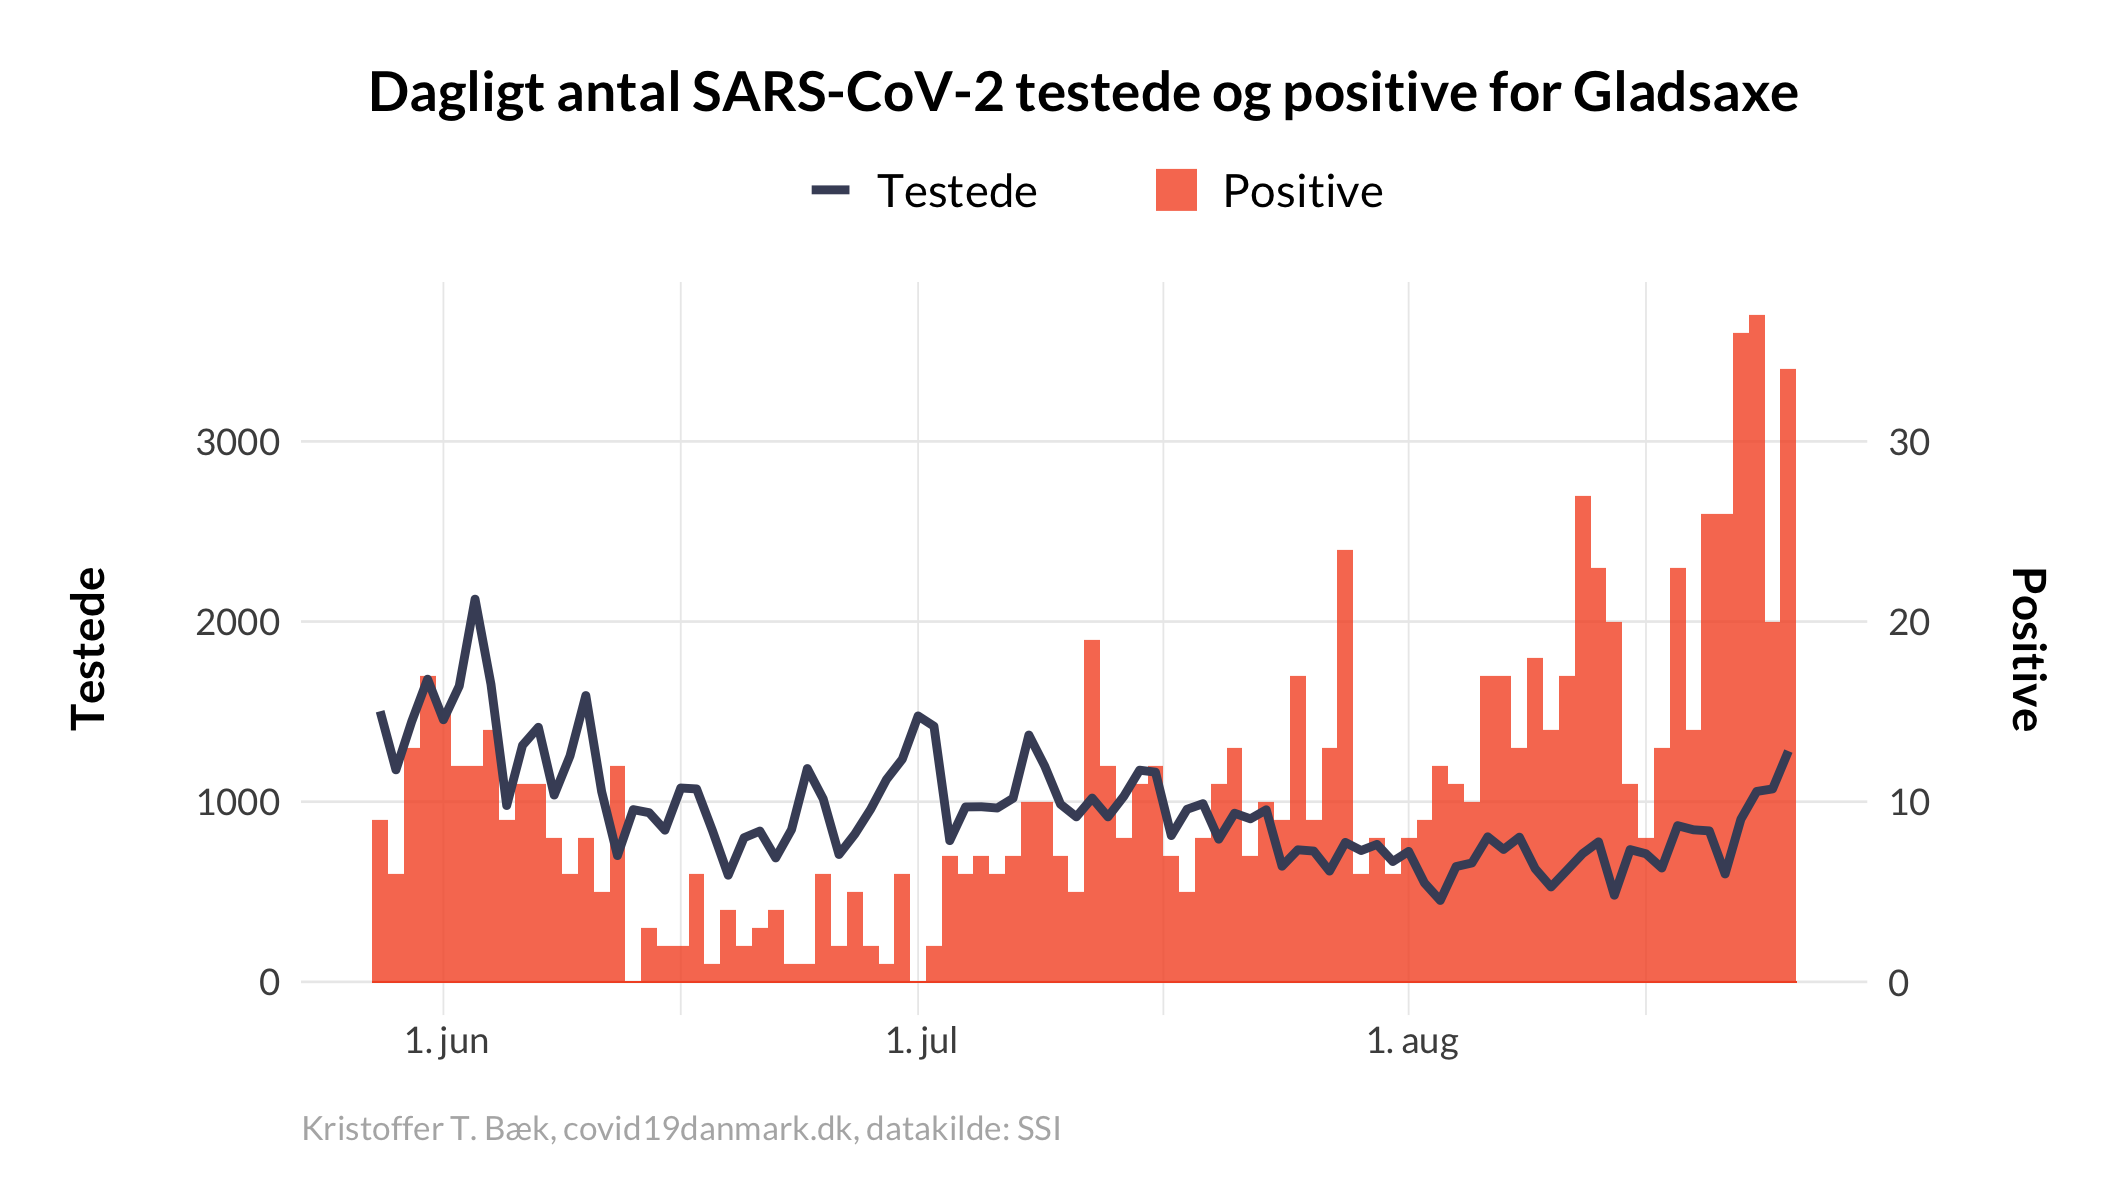 Dagligt antal SARS-CoV-2 testede og positive for Gladsaxe
Testede
Positive
3000
2000
1000
0
30
20
10
0
Testede
Positive
1. jun
1. jul
1. aug
Kristoffer T. Bæk, covid19danmark.dk, datakilde: SSI